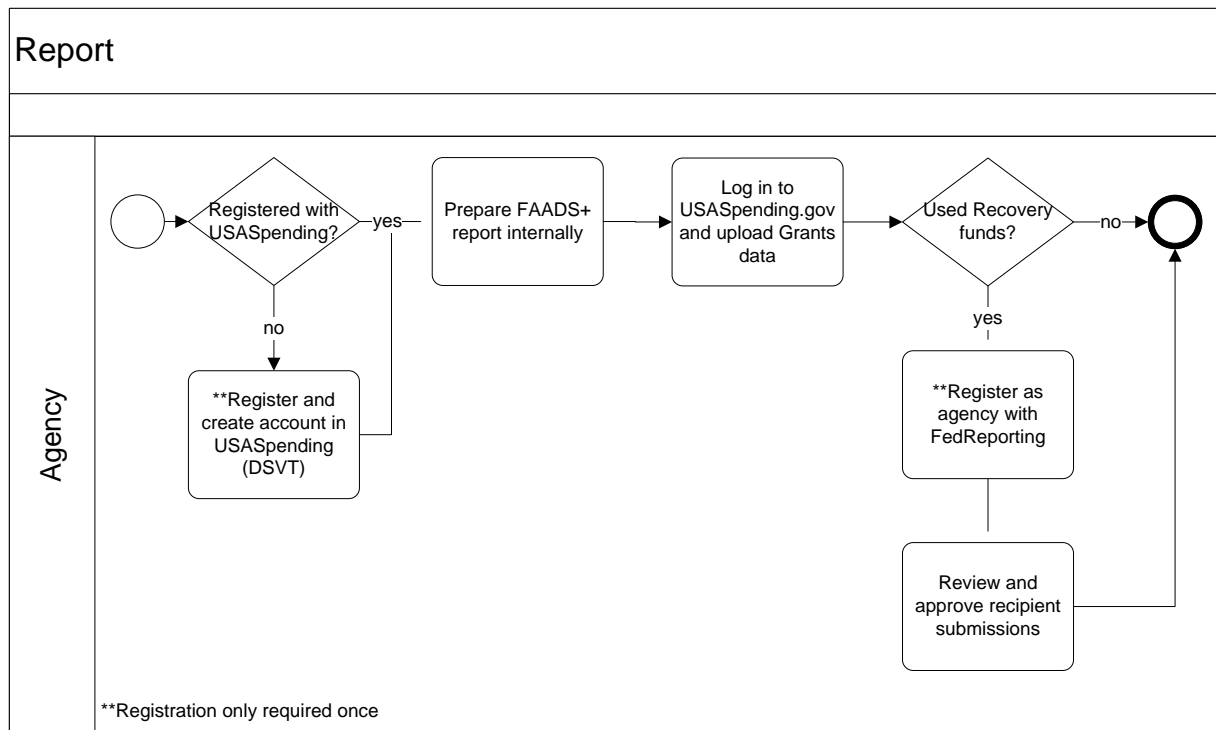 Report
Agency
Registered with
USASpending?
yes
no
**Register and
create account in
USASpending
(DSVT)
Prepare FAADS+
report internally
Log in to
USASpending.gov
and upload Grants
data
Used Recovery
funds?
no
yes
**Register as
agency with
FedReporting
Review and
approve recipient
submissions
**Registration only required once